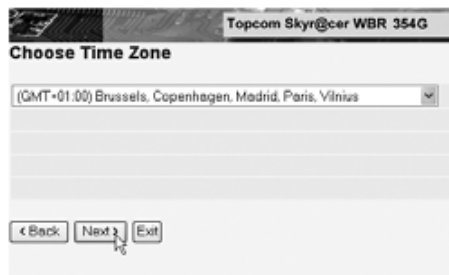 Topcom Skyr@cer WBR 354G
Choose Time Zone
(GMT+01:00) Brussels, Copenhagen, Madrid, Paris, Vilnius
< Back Next > Exit